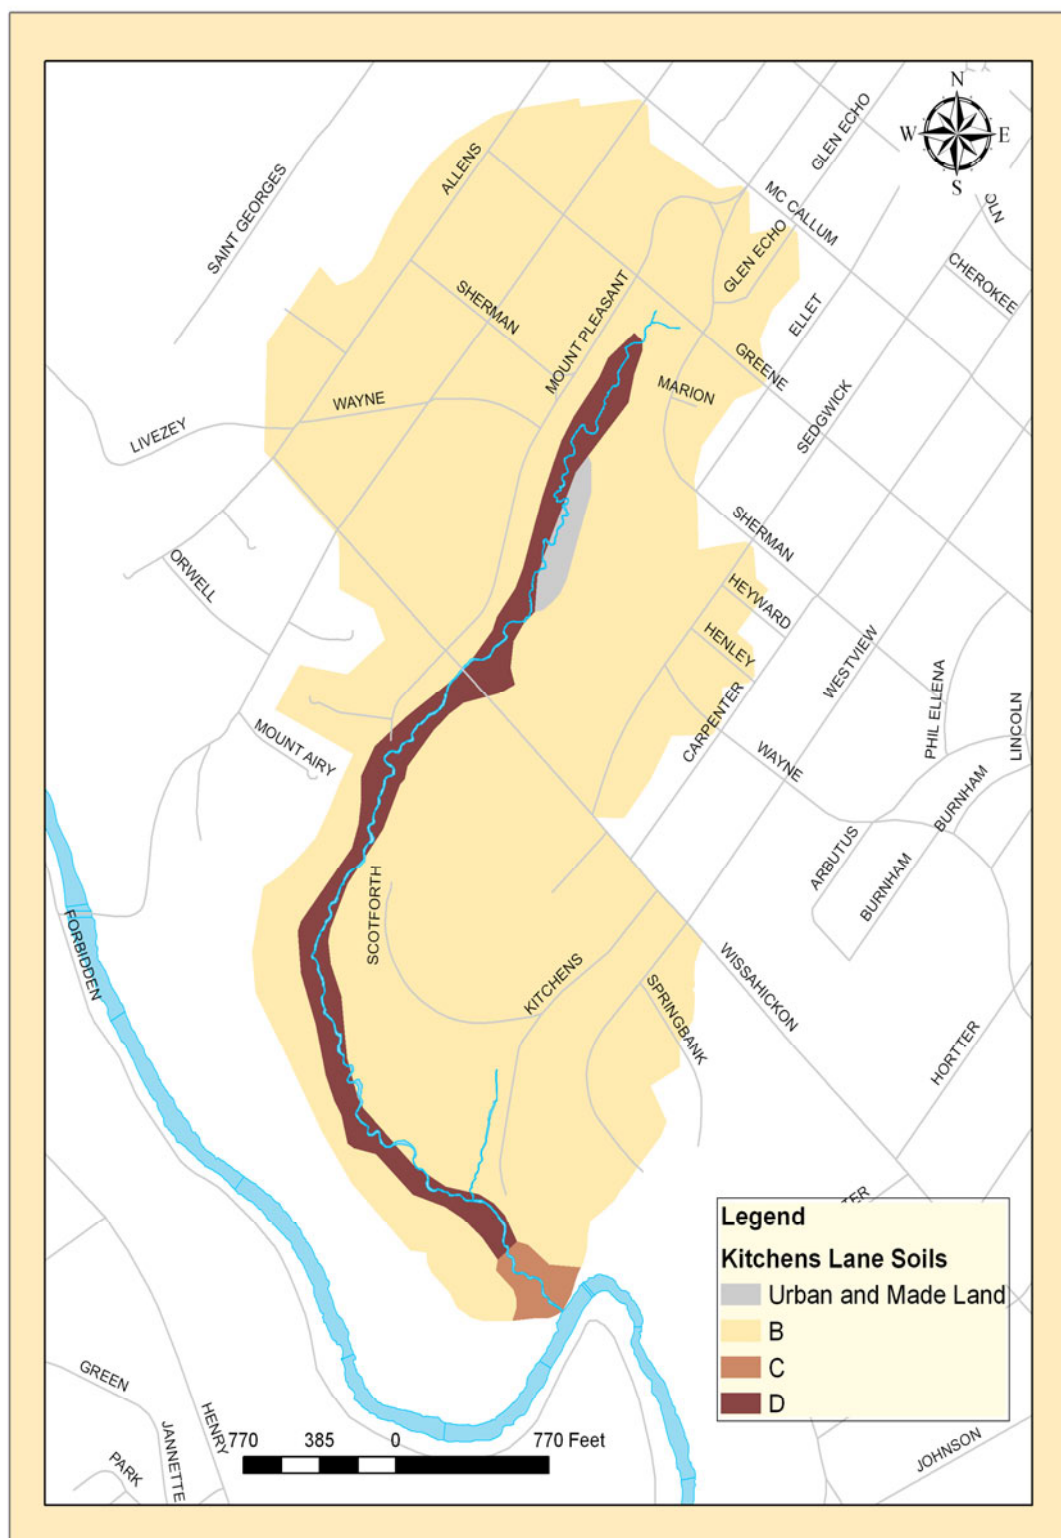 N
W E
S
GLEN ECHO
ALLENS
SAINT GEORGES
MC CALLUM
OLN
GLEN ECHO
CHEROKEE
SHERMAN
MOUNT PLEASANT
ELLET
GREENE
MARION
WAYNE
LIVEZEY
SEDGWICK
SHERMAN
ORWELL
HEYWARD
HENLEY
WESTVIEW
PHIL ELLENA
LINCOLN
CARPENTER
MOUNT AIRY
WAYNE
BURNHAM
ARBUTUS
BURNHAM
SCOTFORTH
FORBIDDEN
KITCHENS
WISSAHICKON
SPRINGBANK
HORTTER
TER
Legend
Kitchens Lane Soils
Urban and Made Land
B
C
D
GREEN
HENRY
JANNETTE
PARK
JOHNSON
770 385 0 770 Feet